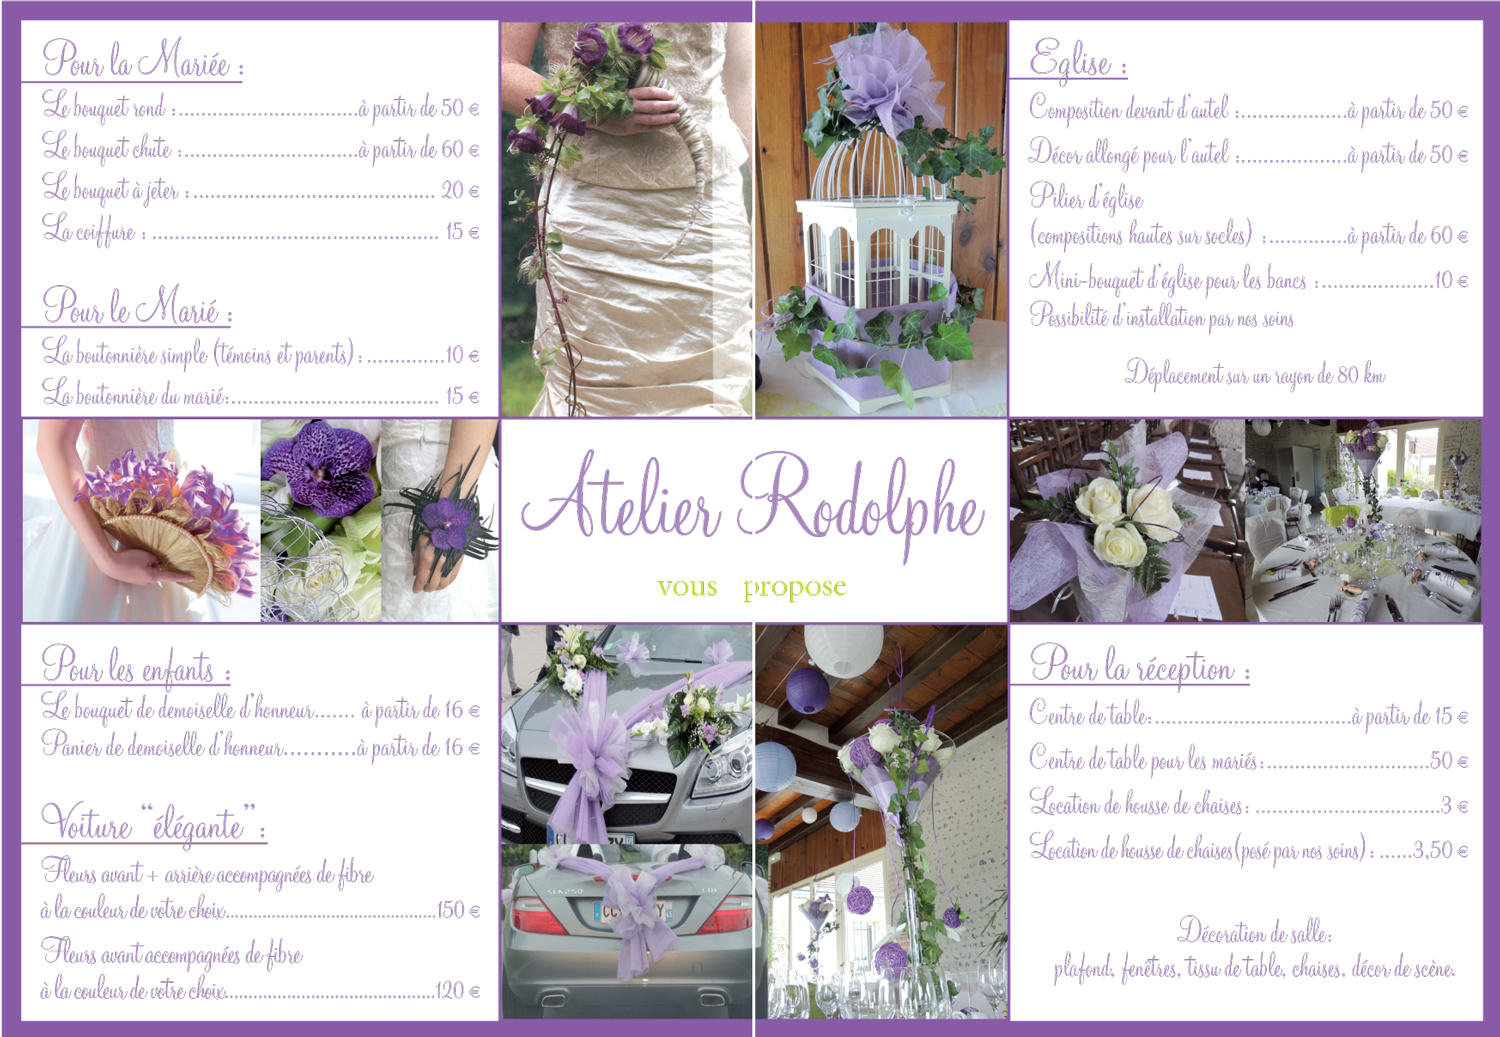 Pour la Mariée :
Le bouquet rond :................................à partir de 50 €
Le bouquet chute :...............................à partir de 60 €
Le bouquet à jeter :........................................... 20 €
La coiffure : .................................................... 15 €
Pour le Marié :
La boutonnière simple (témoins et parents) : ..............10 €
La boutonnière du marié:..................................... 15 €
Eglise :
Composition devant d'autel :...................à partir de 50 €
Décor allongé pour l'autel :...................à partir de 50 €
Pilier d'église
(compositions hautes sur socles) :..............à partir de 60 €
Mini-bouquet d'église pour les bancs :....................10 €
Possibilité d'installation par nos soins
Déplacement sur un rayon de 80 km
Atelier Rodolphe
vous propose
Pour les enfants :
Le bouquet de demoiselle d'honneur....... à partir de 16 €
Panier de demoiselle d'honneur............à partir de 16 €
Voiture “élégante” :
Fleurs avant + arrière accompagnées de fibre
à la couleur de votre choix......................................150 €
Fleurs avant accompagnées de fibre
à la couleur de votre choix......................................120 €
SLK 250
Pour la réception :
Centre de table:...................................à partir de 15 €
Centre de table pour les mariés:.............................50 €
Location de housse de chaises: .................................3 €
Location de housse de chaises(posé par nos soins) : ......3,50 €
Décoration de salle:
plafond, fenêtres, tissu de table, chaises, décor de scène.